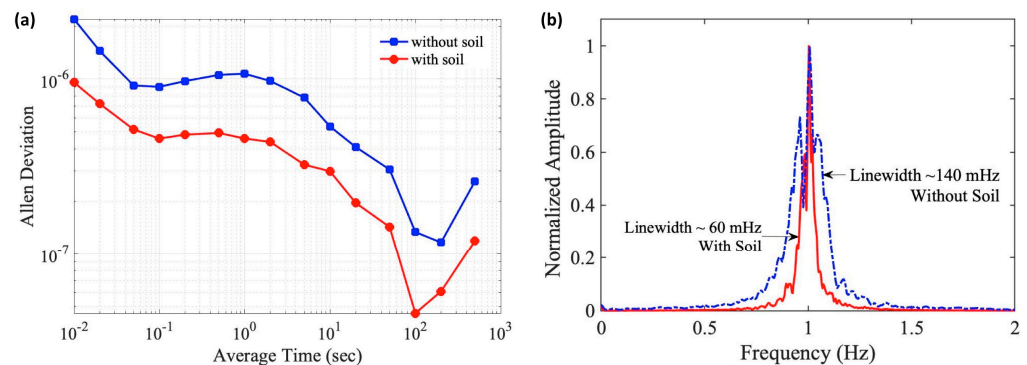 (a)
without soil
with soil
10^-6
10^-7
Allen Deviation
10^-2
10^-1
10^0
10^1
10^2
10^3
Average Time (sec)
(b)
1
0.8
0.6
0.4
0.2
0
Normalized Amplitude
Linewidth ~140 mHz
Without Soil
Linewidth ~ 60 mHz
With Soil
0
0.5
1
1.5
2
Frequency (Hz)